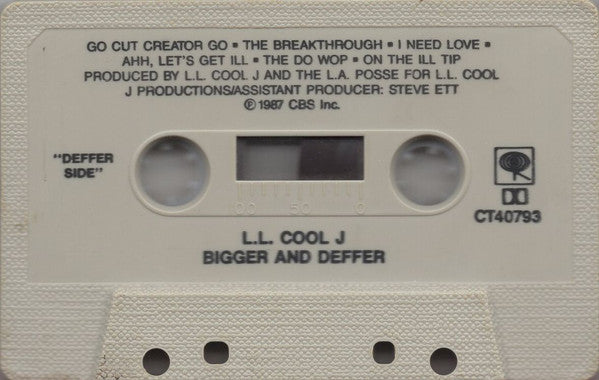 GO CUT CREATOR GO • THE BREAKTHROUGH • I NEED LOVE •
AHH, LET'S GET ILL • THE DO WOP • ON THE ILL TIP
PRODUCED BY L.L. COOL J AND THE L.A. POSSE FOR L.L. COOL
J PRODUCTIONS/ASSISTANT PRODUCER: STEVE ETT
℗ 1987 CBS Inc.
"DEFFER
SIDE"
100 50 0
CT40793
L.L. COOL J
BIGGER AND DEFFER